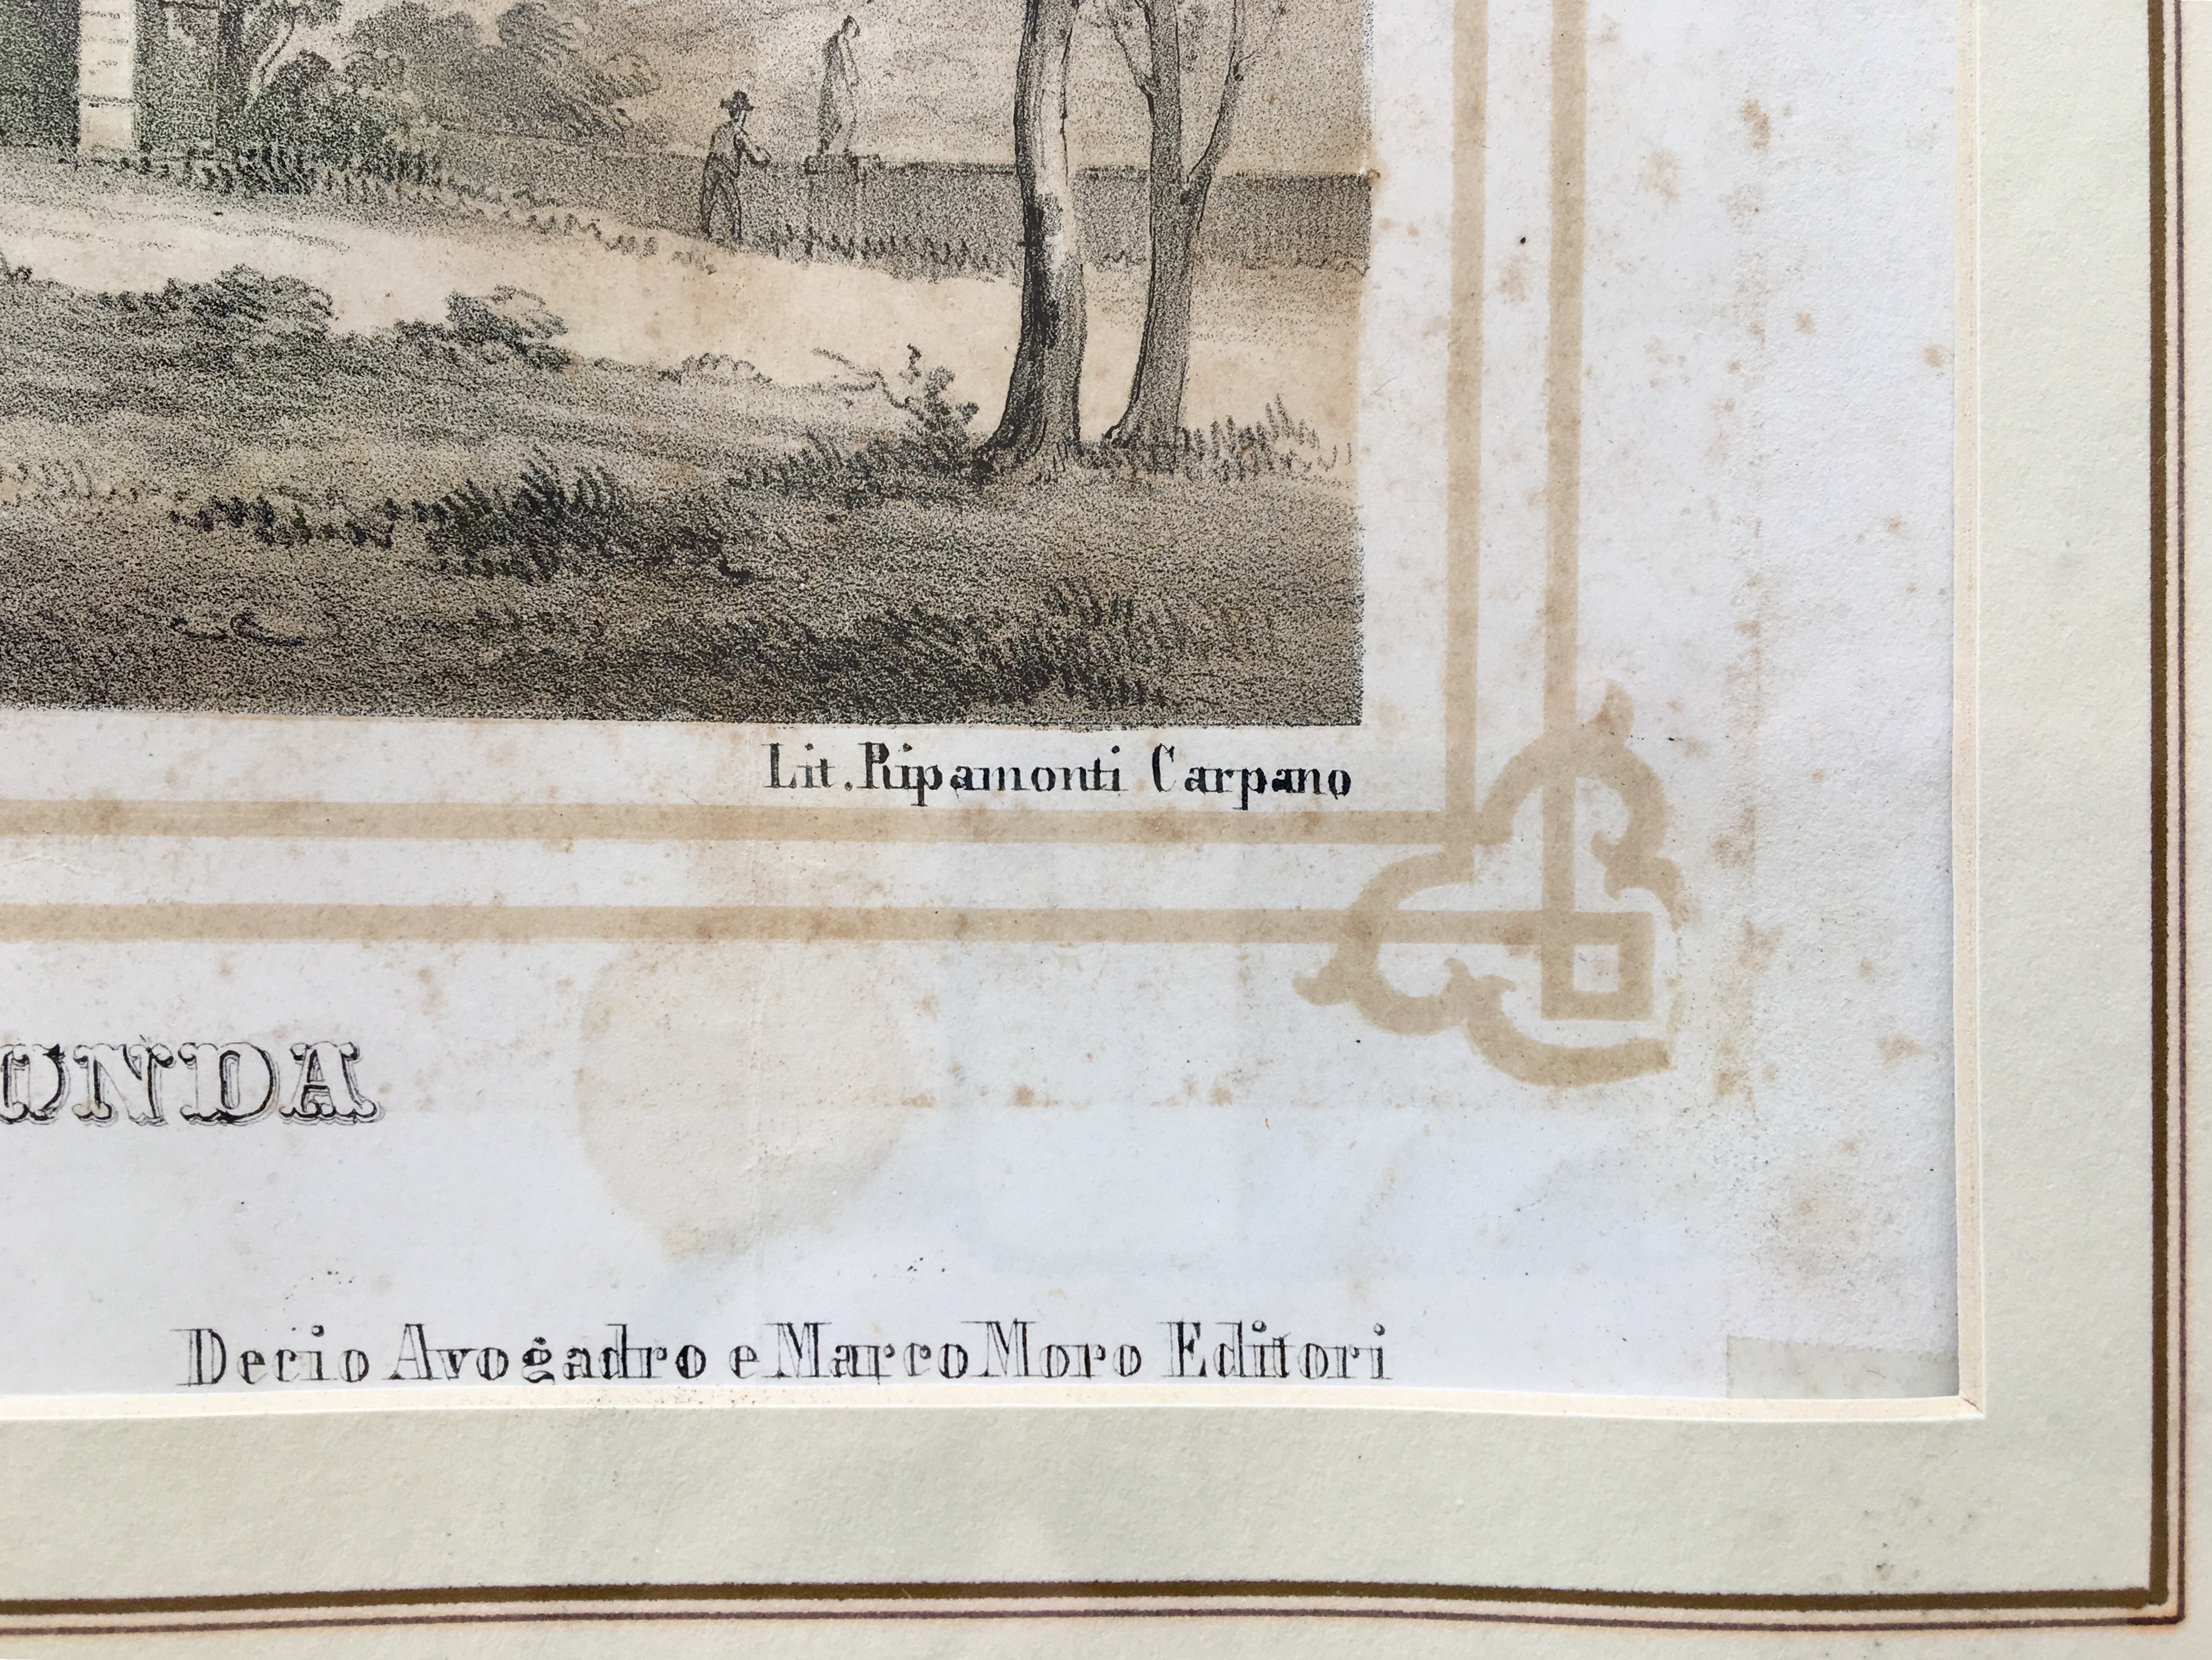 Lit. Ripamonti Carpano
ONDA
Decio Avogadro e Marco Moro Editori